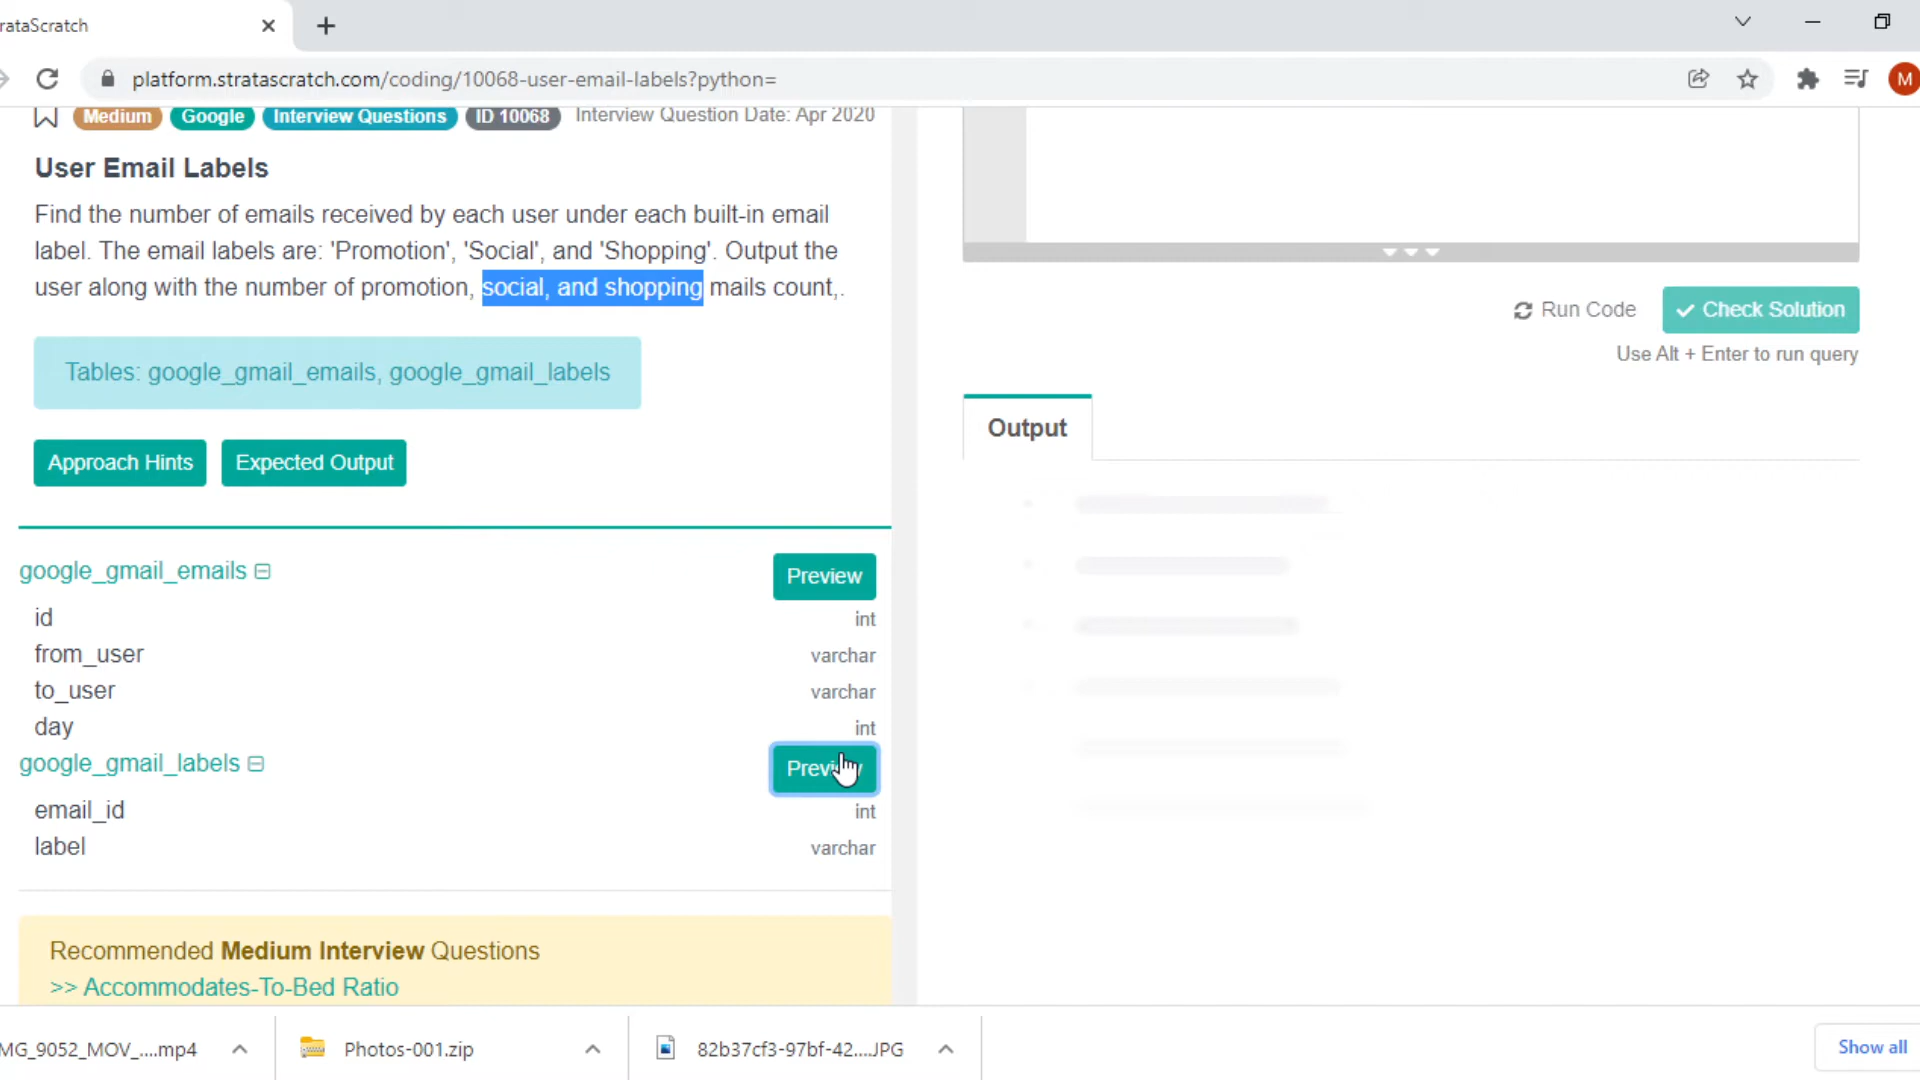 rataScratch
platform.stratascratch.com/coding/10068-user-email-labels?python=
M
Medium Google Interview Questions ID 10068 Interview Question Date: Apr 2020
User Email Labels
Find the number of emails received by each user under each built-in email
label. The email labels are: 'Promotion', 'Social', and 'Shopping'. Output the
user along with the number of promotion, social, and shopping mails count,.
Tables: google_gmail_emails, google_gmail_labels
Approach Hints Expected Output
google_gmail_emails Preview
id int
from_user varchar
to_user varchar
day int
google_gmail_labels Preview
email_id int
label varchar
Recommended Medium Interview Questions
>> Accommodates-To-Bed Ratio
Run Code Check Solution
Use Alt + Enter to run query
Output
MG_9052_MOV_....mp4 Photos-001.zip 82b37cf3-97bf-42....JPG Show all